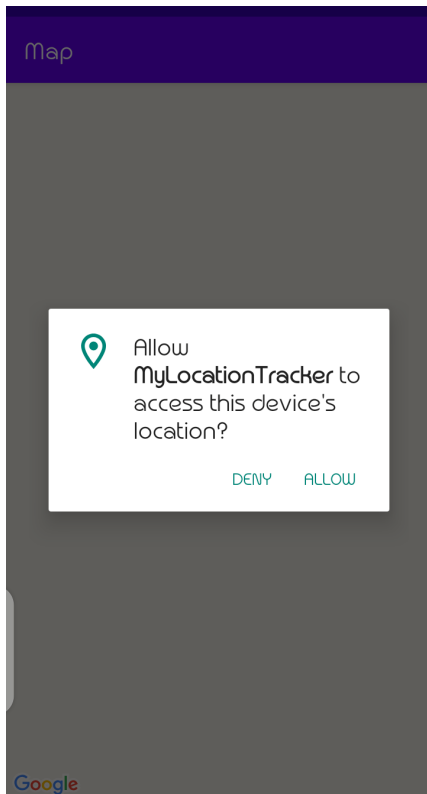 Map
Allow
MyLocationTracker to
access this device's
location?
DENY ALLOW
Google